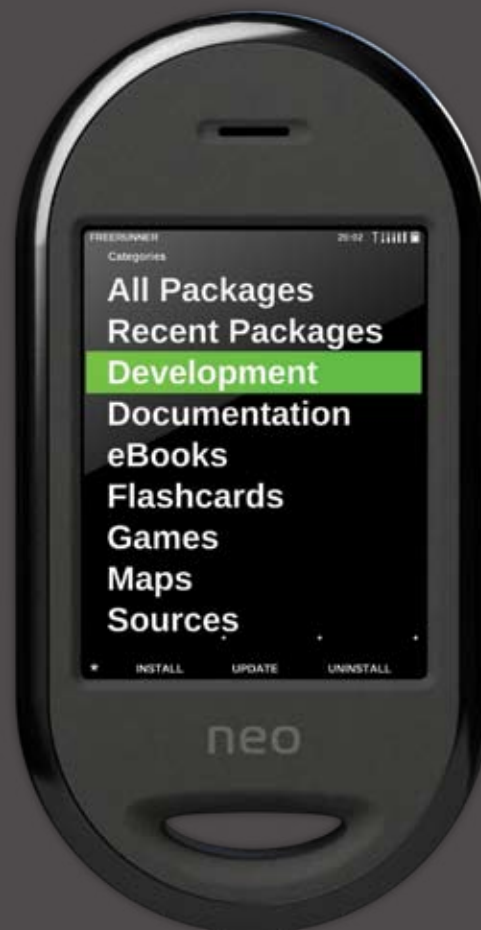 FREERUNNER 20:02
Categories
All Packages
Recent Packages
Development
Documentation
eBooks
Flashcards
Games
Maps
Sources
* INSTALL UPDATE UNINSTALL
neo